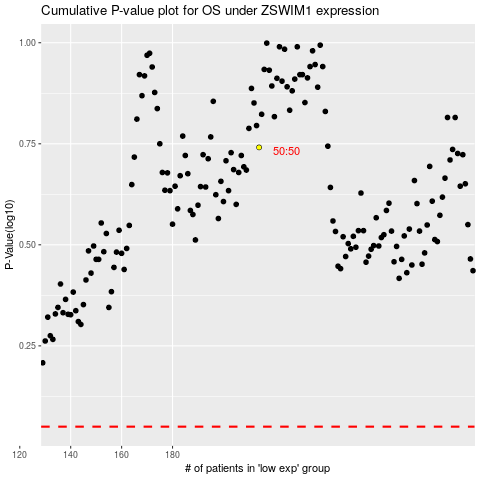 Cumulative P-value plot for OS under ZSWIM1 expression
P-Value(log10)
1.00
0.75
0.50
0.25
50:50
120 140 160 180
# of patients in 'low exp' group